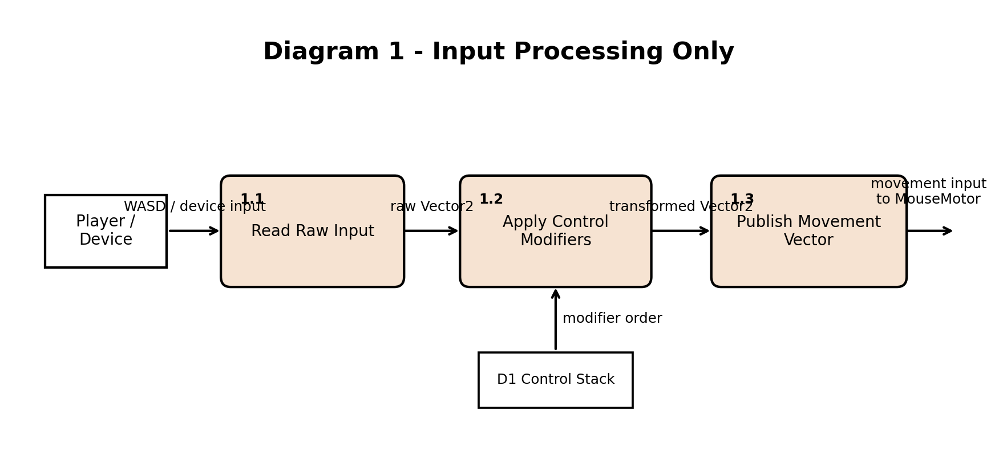 Diagram 1 - Input Processing Only
Player /
Device
WASD / device input
1.1
Read Raw Input
raw Vector2
1.2
Apply Control
Modifiers
transformed Vector2
1.3
Publish Movement
Vector
movement input
to MouseMotor
modifier order
D1 Control Stack